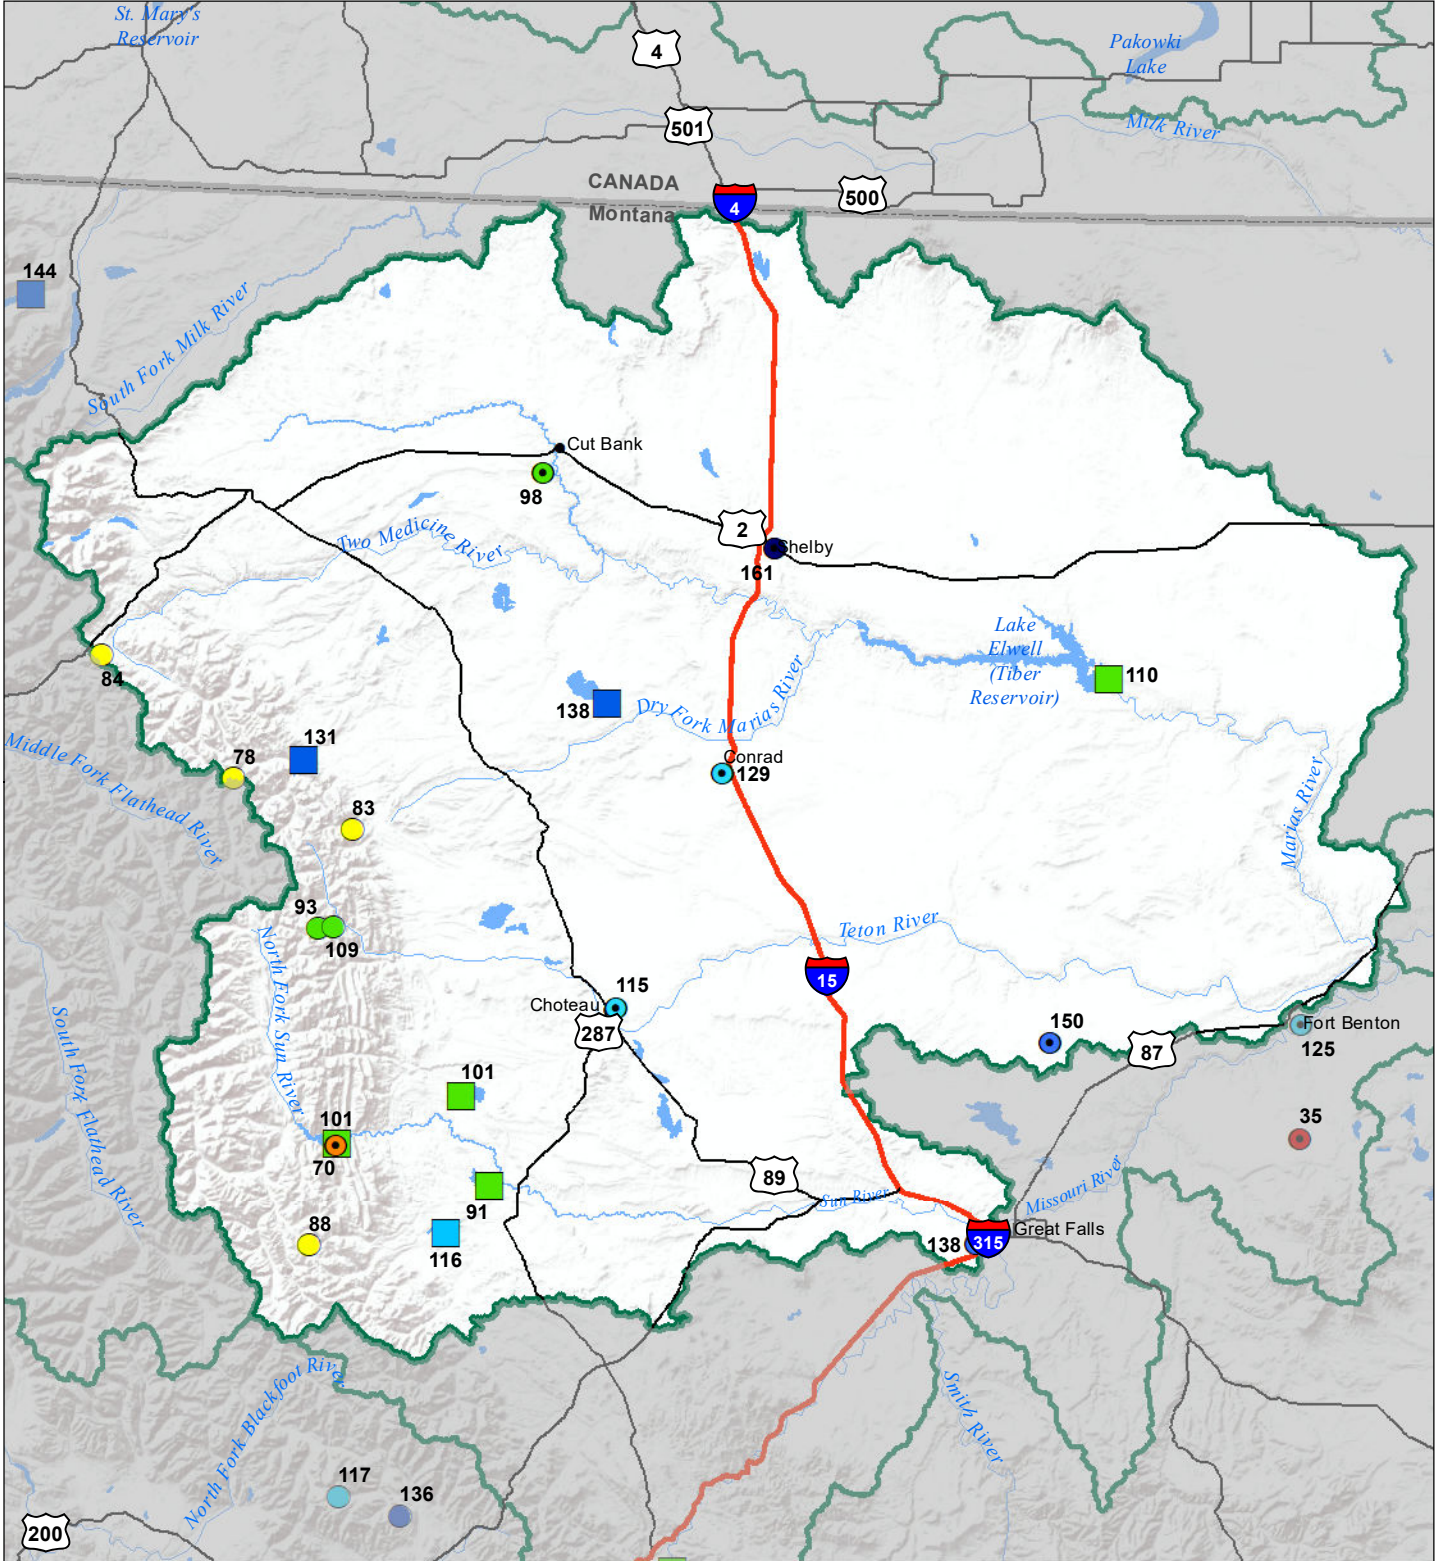 St. Mary's
Reservoir
4
Pakowki
Lake
501
Milk River
CANADA
Montana
4
500
144
South Fork Milk River
Cut Bank
98
Two Medicine River
2
Shelby
161
Lake
Elwell
(Tiber
Reservoir)
110
84
138
Dry Fork Marias River
Middle Fork Flathead River
131
78
Conrad
129
83
Marias River
93
109
North Fork Sun River
Teton River
15
115
Choteau
287
South Fork Flathead River
150
87
Fort Benton
125
101
101
70
35
89
91
Sun River
Missouri River
88
116
138
315
Great Falls
North Fork Blackfoot River
Smith River
117
136
200